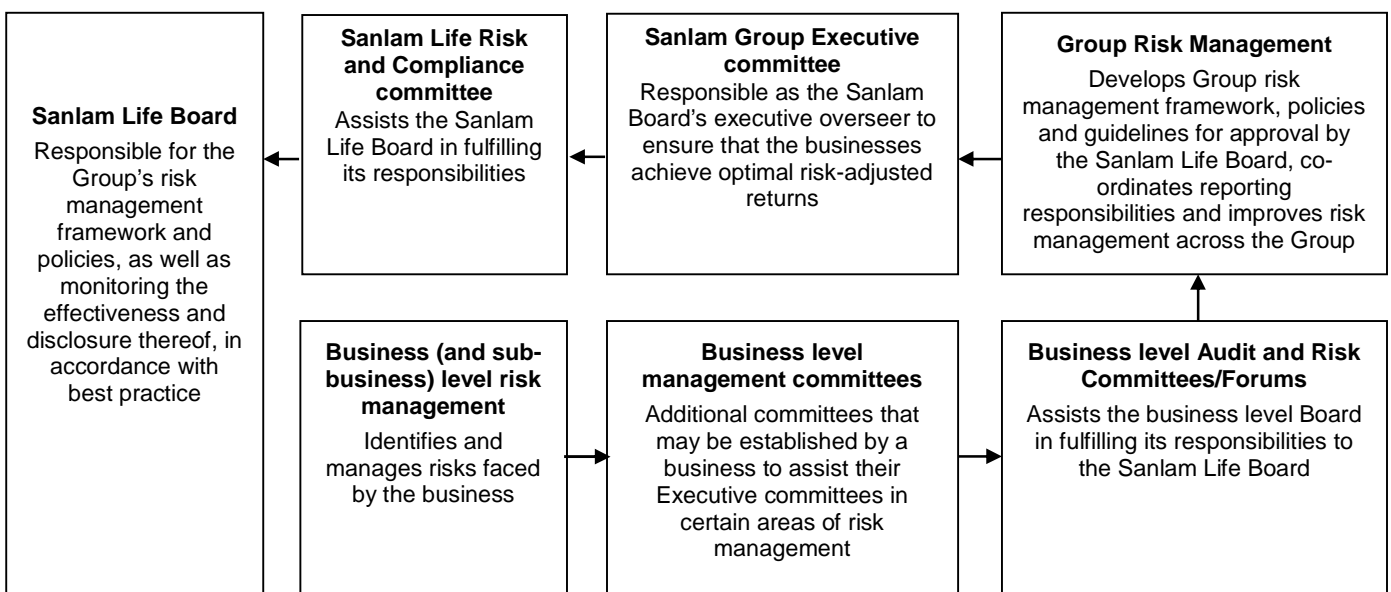 Sanlam Life Board
Responsible for the
Group's risk
management
framework and
policies, as well as
monitoring the
effectiveness and
disclosure thereof, in
accordance with
best practice
Sanlam Life Risk
and Compliance
committee
Assists the Sanlam
Life Board in fulfilling
its responsibilities
Sanlam Group Executive
committee
Responsible as the Sanlam
Board's executive overseer to
ensure that the businesses
achieve optimal risk-adjusted
returns
Group Risk Management
Develops Group risk
management framework, policies
and guidelines for approval by
the Sanlam Life Board, co-
ordinates reporting
responsibilities and improves risk
management across the Group
Business (and sub-
business) level risk
management
Identifies and
manages risks faced
by the business
Business level
management committees
Additional committees that
may be established by a
business to assist their
Executive committees in
certain areas of risk
management
Business level Audit and Risk
Committees/Forums
Assists the business level Board
in fulfilling its responsibilities to
the Sanlam Life Board